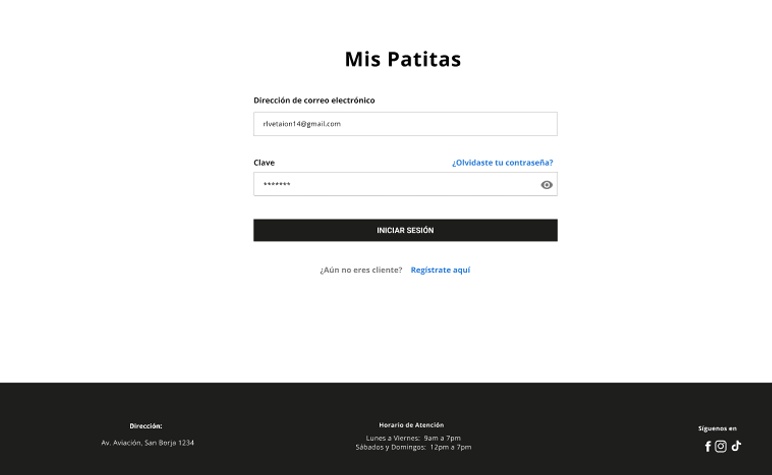 Mis Patitas
Dirección de correo electrónico
rlvetaion14@gmail.com
Clave
¿Olvidaste tu contraseña?
*******
INICIAR SESIÓN
¿Aún no eres cliente? Regístrate aquí
Dirección:
Av. Aviación, San Borja 1234
Horario de Atención
Lunes a Viernes: 9am a 7pm
Sábados y Domingos: 12pm a 7pm
Síguenos en